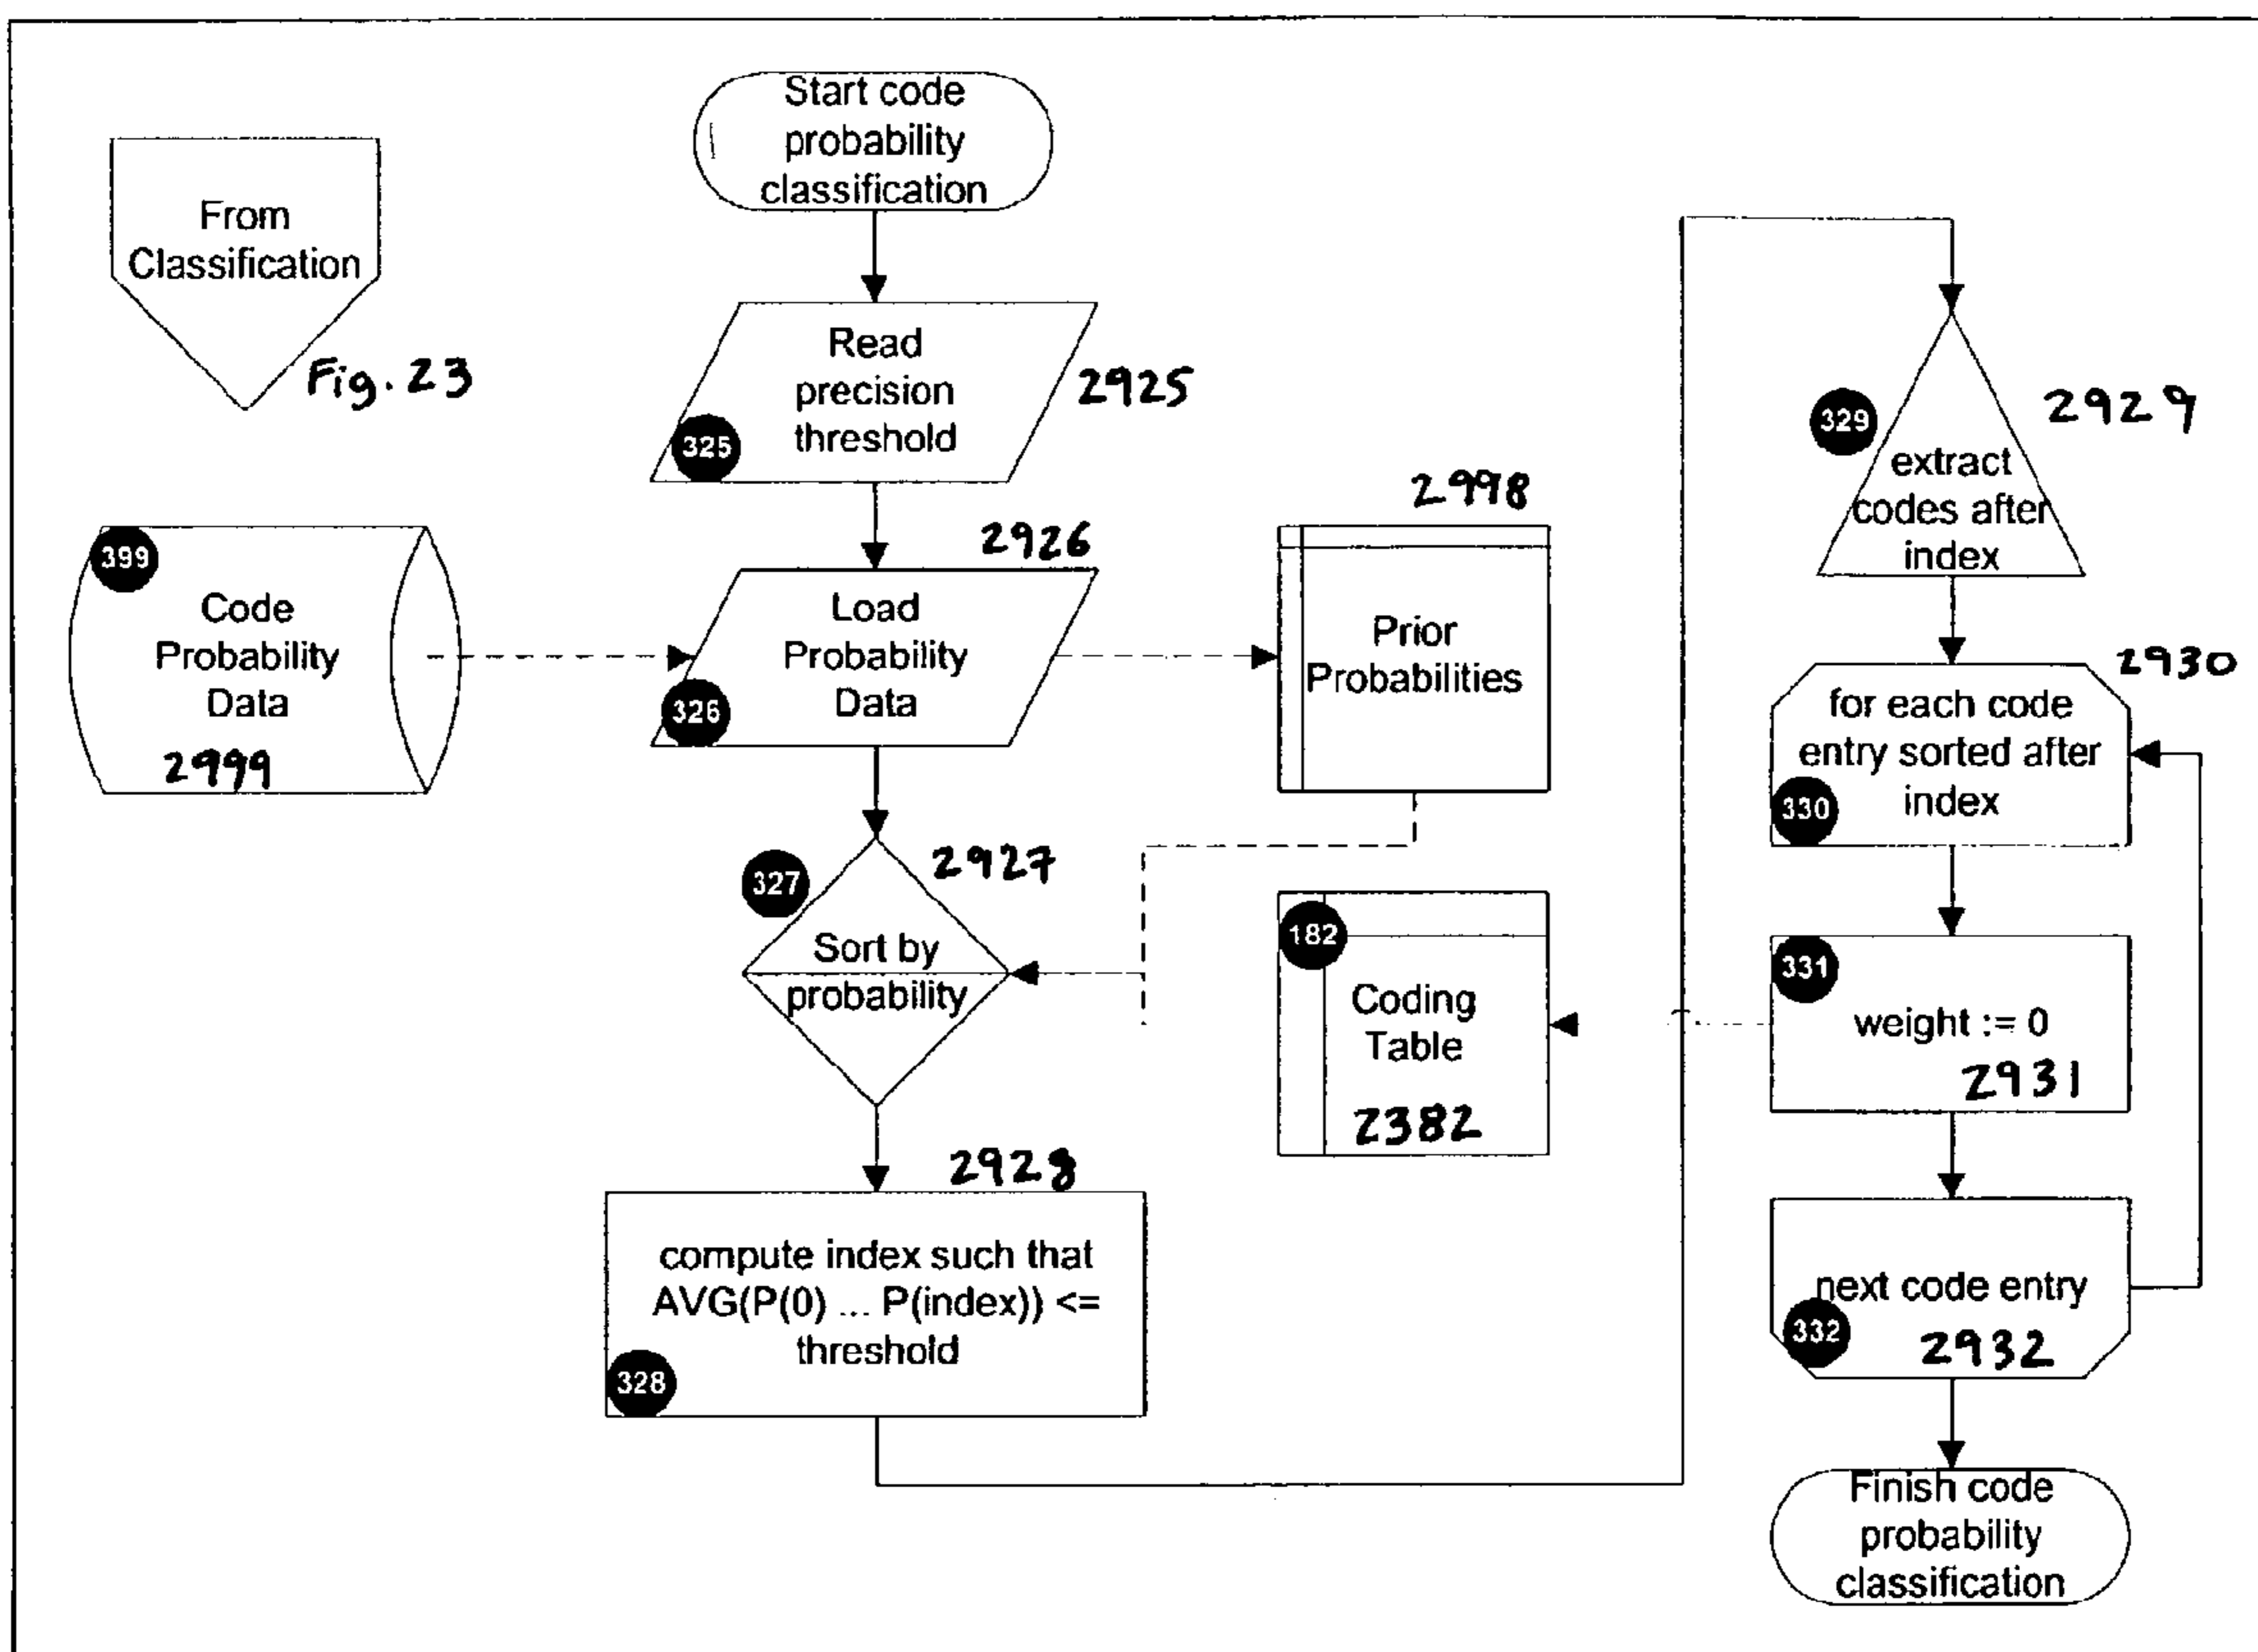 Start code
probability
classification
From
Classification
Fig. 23
Read
precision
threshold
325
2925
399
Code
Probability
Data
2999
2926
Load
Probability
Data
326
2998
Prior
Probabilities
327
2927
Sort by
probability
182
Coding
Table
2382
2928
compute index such that
AVG(P(0) ... P(index)) <=
threshold
328
329
2929
extract
codes after
index
2930
for each code
entry sorted after
index
330
331
weight := 0
2931
next code entry
332
2932
Finish code
probability
classification